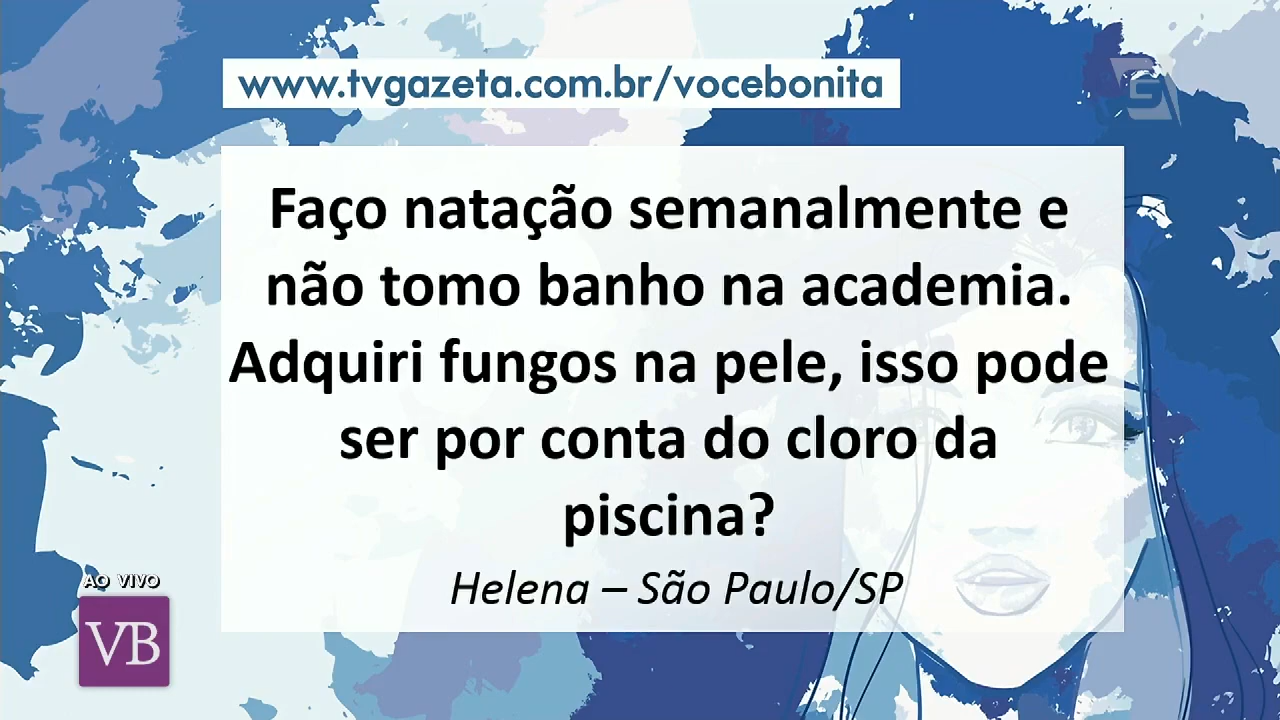 www.tvgazeta.com.br/vocebonita
Faço natação semanalmente e
não tomo banho na academia.
Adquiri fungos na pele, isso pode
ser por conta do cloro da
piscina?
Helena – São Paulo/SP
AO VIVO
VB